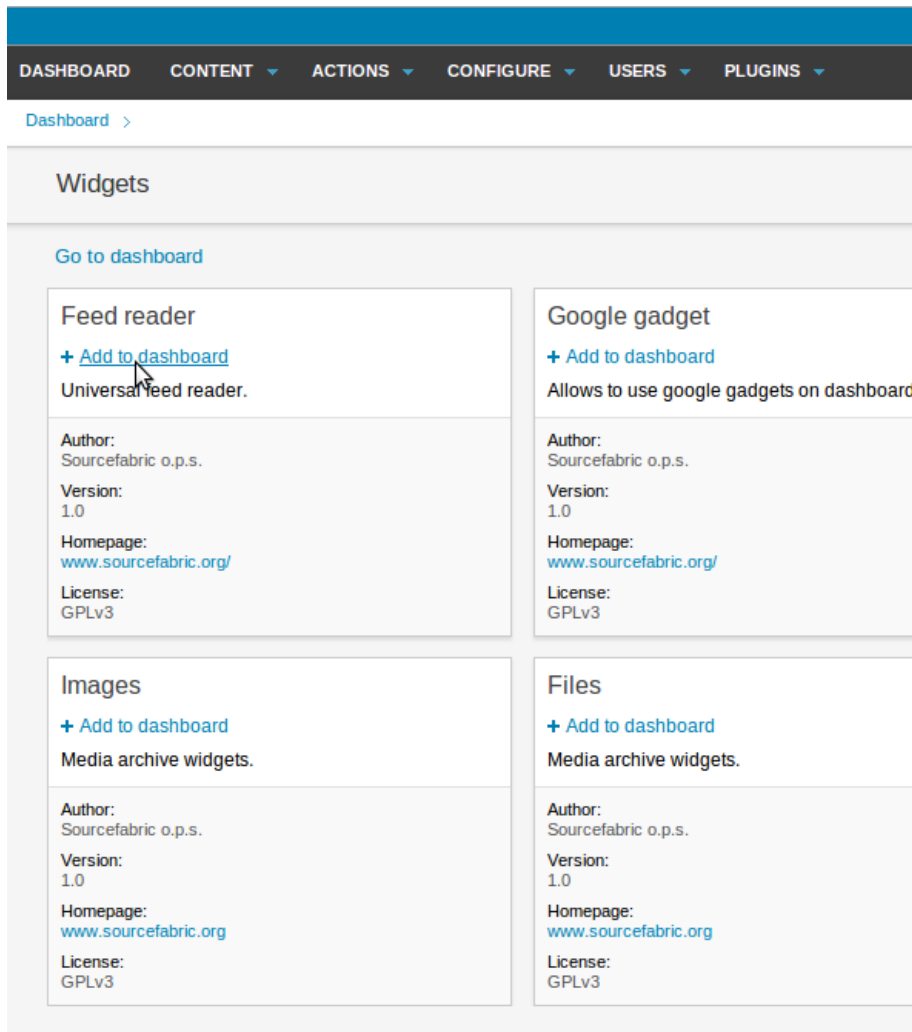 DASHBOARD CONTENT ACTIONS CONFIGURE USERS PLUGINS
Dashboard >
Widgets
Go to dashboard
Feed reader
+ Add to dashboard
Universal feed reader.
Author:
Sourcefabric o.p.s.
Version:
1.0
Homepage:
www.sourcefabric.org/
License:
GPLv3
Google gadget
+ Add to dashboard
Allows to use google gadgets on dashboard
Author:
Sourcefabric o.p.s.
Version:
1.0
Homepage:
www.sourcefabric.org/
License:
GPLv3
Images
+ Add to dashboard
Media archive widgets.
Author:
Sourcefabric o.p.s.
Version:
1.0
Homepage:
www.sourcefabric.org
License:
GPLv3
Files
+ Add to dashboard
Media archive widgets.
Author:
Sourcefabric o.p.s.
Version:
1.0
Homepage:
www.sourcefabric.org
License:
GPLv3